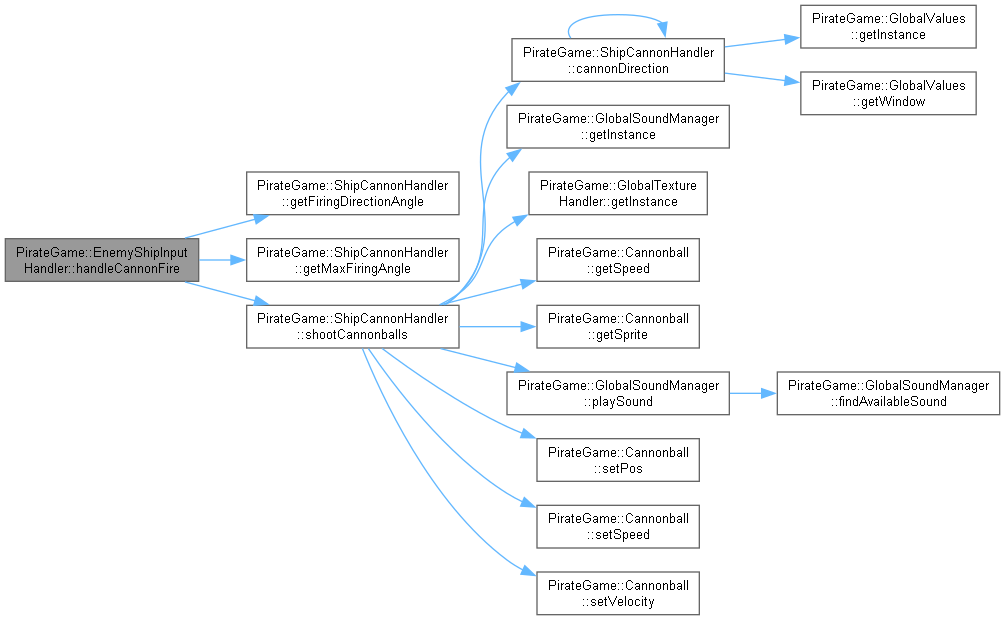 PirateGame::EnemyShipInput
Handler::handleCannonFire
PirateGame::ShipCannonHandler
::getFiringDirectionAngle
PirateGame::ShipCannonHandler
::getMaxFiringAngle
PirateGame::ShipCannonHandler
::shootCannonballs
PirateGame::ShipCannonHandler
::cannonDirection
PirateGame::GlobalValues
::getInstance
PirateGame::GlobalValues
::getWindow
PirateGame::GlobalSoundManager
::getInstance
PirateGame::GlobalTexture
Handler::getInstance
PirateGame::Cannonball
::getSpeed
PirateGame::Cannonball
::getSprite
PirateGame::GlobalSoundManager
::playSound
PirateGame::GlobalSoundManager
::findAvailableSound
PirateGame::Cannonball
::setPos
PirateGame::Cannonball
::setSpeed
PirateGame::Cannonball
::setVelocity